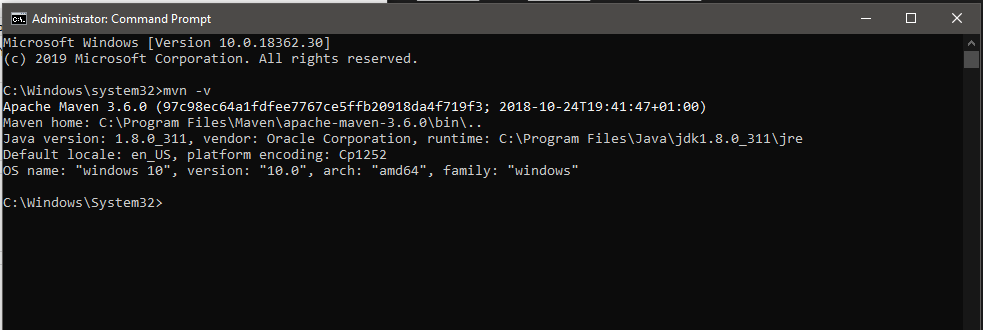 Administrator: Command Prompt
Microsoft Windows [Version 10.0.18362.30]
(c) 2019 Microsoft Corporation. All rights reserved.
C:\Windows\system32>mvn -v
Apache Maven 3.6.0 (97c98ec64a1fdfee7767ce5ffb20918da4f719f3; 2018-10-24T19:41:47+01:00)
Maven home: C:\Program Files\Maven\apache-maven-3.6.0\bin\..
Java version: 1.8.0_311, vendor: Oracle Corporation, runtime: C:\Program Files\Java\jdk1.8.0_311\jre
Default locale: en_US, platform encoding: Cp1252
OS name: "windows 10", version: "10.0", arch: "amd64", family: "windows"
C:\Windows\System32>